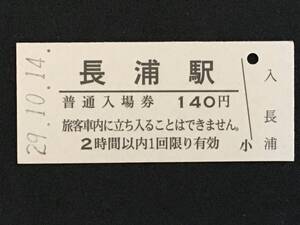 29.10.14.
長浦駅
普通入場券 140円
旅客車内に立ち入ることはできません。
2時間以内1回限り有効
小
入
長浦